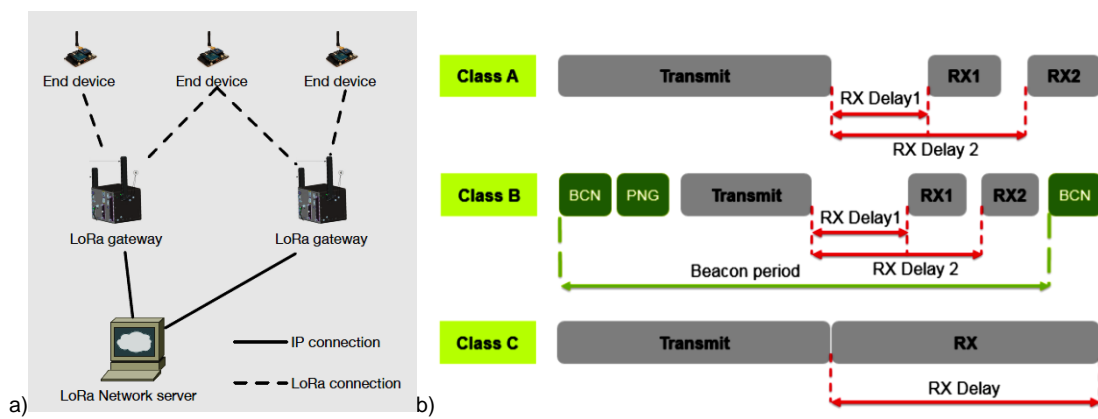 End device
End device
End device
LoRa gateway
LoRa gateway
IP connection
LoRa connection
LoRa Network server
a)
b)
Class A
Transmit
RX1
RX2
RX Delay1
RX Delay 2
Class B
BCN
PNG
Transmit
RX1
RX2
BCN
RX Delay1
Beacon period
RX Delay 2
Class C
Transmit
RX
RX Delay